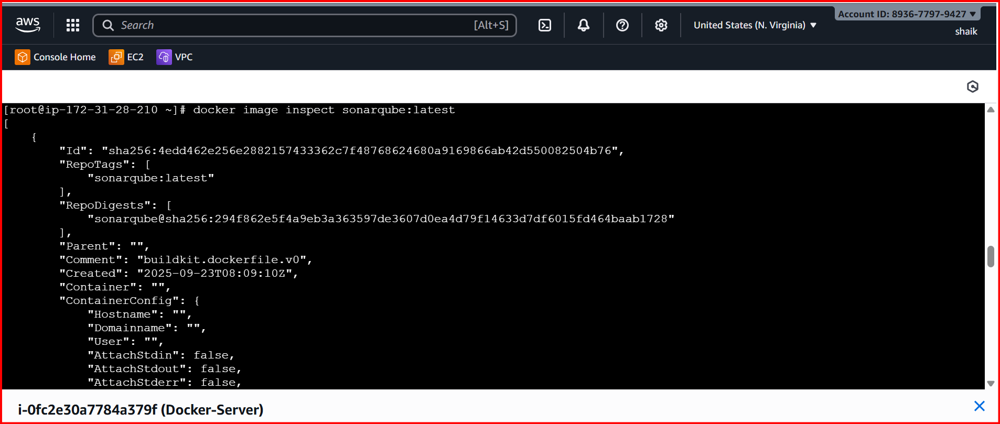 Account ID: 8936-7797-9427
aws
Search [Alt+S]
United States (N. Virginia)
shaik
Console Home EC2 VPC
[root@ip-172-31-28-210 ~]# docker image inspect sonarqube:latest
[
    {
        "Id": "sha256:4edd462e256e2882157433362c7f48768624680a9169866ab42d550082504b76",
        "RepoTags": [
            "sonarqube:latest"
        ],
        "RepoDigests": [
            "sonarqube@sha256:294f862e5f4a9eb3a363597de3607d0ea4d79f14633d7df6015fd464baab1728"
        ],
        "Parent": "",
        "Comment": "buildkit.dockerfile.v0",
        "Created": "2025-09-23T08:09:10Z",
        "Container": "",
        "ContainerConfig": {
            "Hostname": "",
            "Domainname": "",
            "User": "",
            "AttachStdin": false,
            "AttachStdout": false,
            "AttachStderr": false,
i-0fc2e30a7784a379f (Docker-Server)